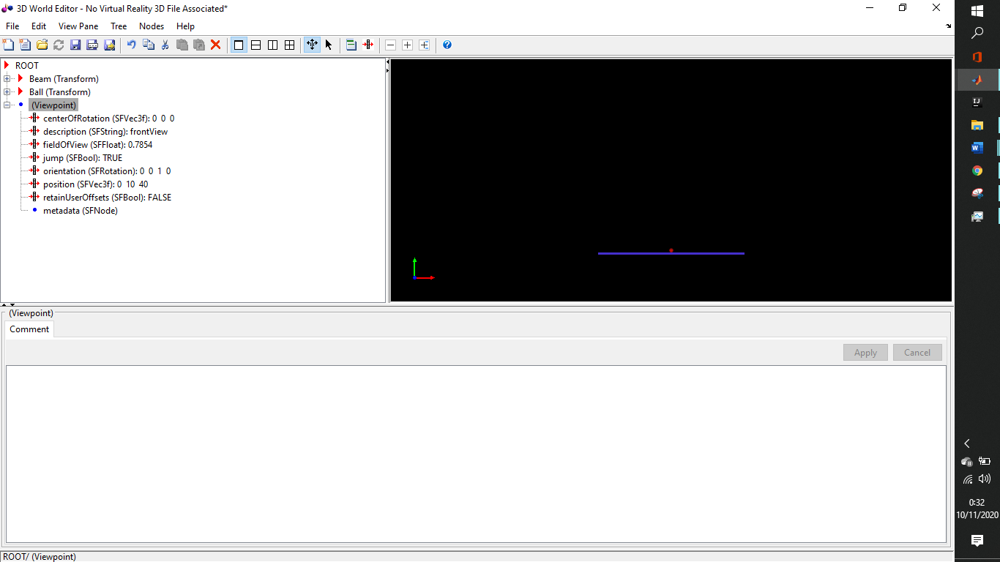 3D World Editor - No Virtual Reality 3D File Associated*
File Edit View Pane Tree Nodes Help
ROOT
Beam (Transform)
Ball (Transform)
(Viewpoint)
centerOfRotation (SFVec3f): 0 0 0
description (SFString): frontView
fieldOfView (SFFloat): 0.7854
jump (SFBool): TRUE
orientation (SFRotation): 0 0 1 0
position (SFVec3f): 0 10 40
retainUserOffsets (SFBool): FALSE
metadata (SFNode)
(Viewpoint)
Comment
Apply Cancel
ROOT/ (Viewpoint)
IJ
W
0:32
10/11/2020